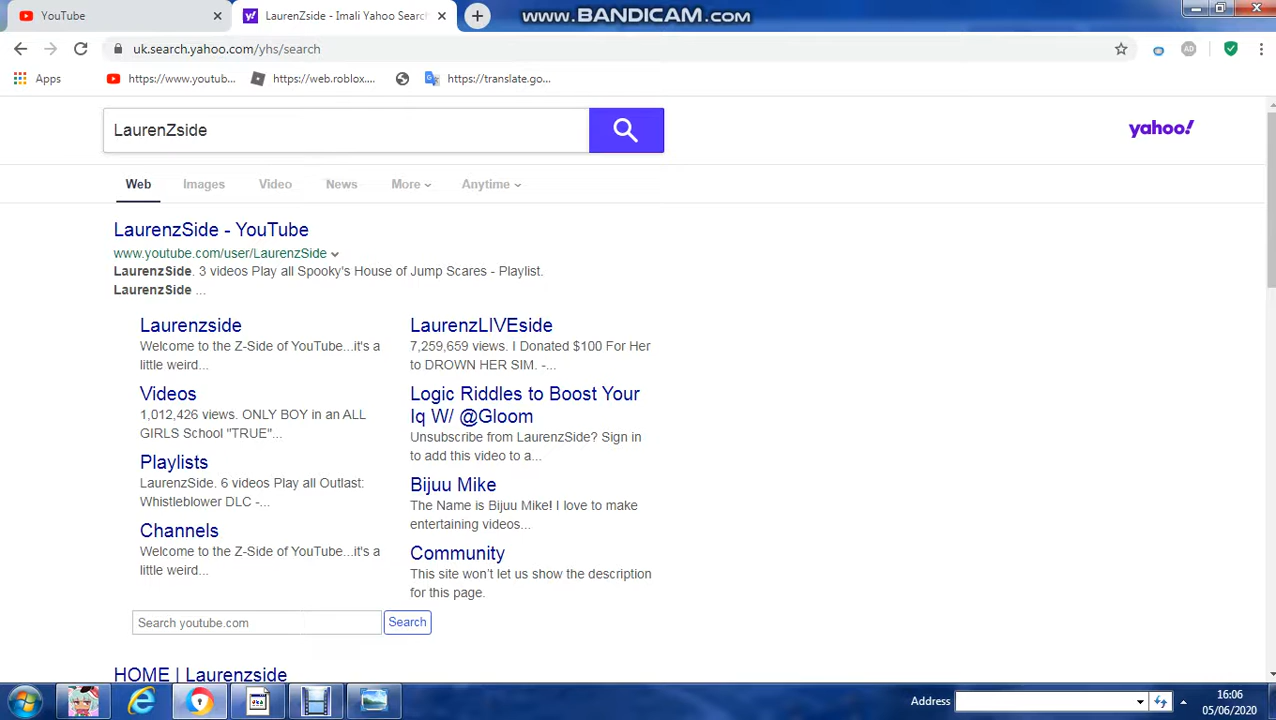 YouTube
LaurenZside - Imali Yahoo Search
www.BANDICAM.com
uk.search.yahoo.com/yhs/search
AD
Apps
https://www.youtub...
https://web.roblox....
https://translate.go...
LaurenZside
yahoo!
Web
Images
Video
News
More
Anytime
LaurenzSide - YouTube
www.youtube.com/user/LaurenzSide
LaurenzSide. 3 videos Play all Spooky's House of Jump Scares - Playlist.
LaurenzSide ...
Laurenzside
Welcome to the Z-Side of YouTube...it's a
little weird...
Videos
1,012,426 views. ONLY BOY in an ALL
GIRLS School "TRUE"...
Playlists
LaurenzSide. 6 videos Play all Outlast:
Whistleblower DLC -...
Channels
Welcome to the Z-Side of YouTube...it's a
little weird...
LaurenzLIVEside
7,259,659 views. I Donated $100 For Her
to DROWN HER SIM. -...
Logic Riddles to Boost Your
Iq W/ @Gloom
Unsubscribe from LaurenzSide? Sign in
to add this video to a...
Bijuu Mike
The Name is Bijuu Mike! I love to make
entertaining videos...
Community
This site won't let us show the description
for this page.
Search youtube.com
Search
HOME | Laurenzside
Address
16:06
05/06/2020